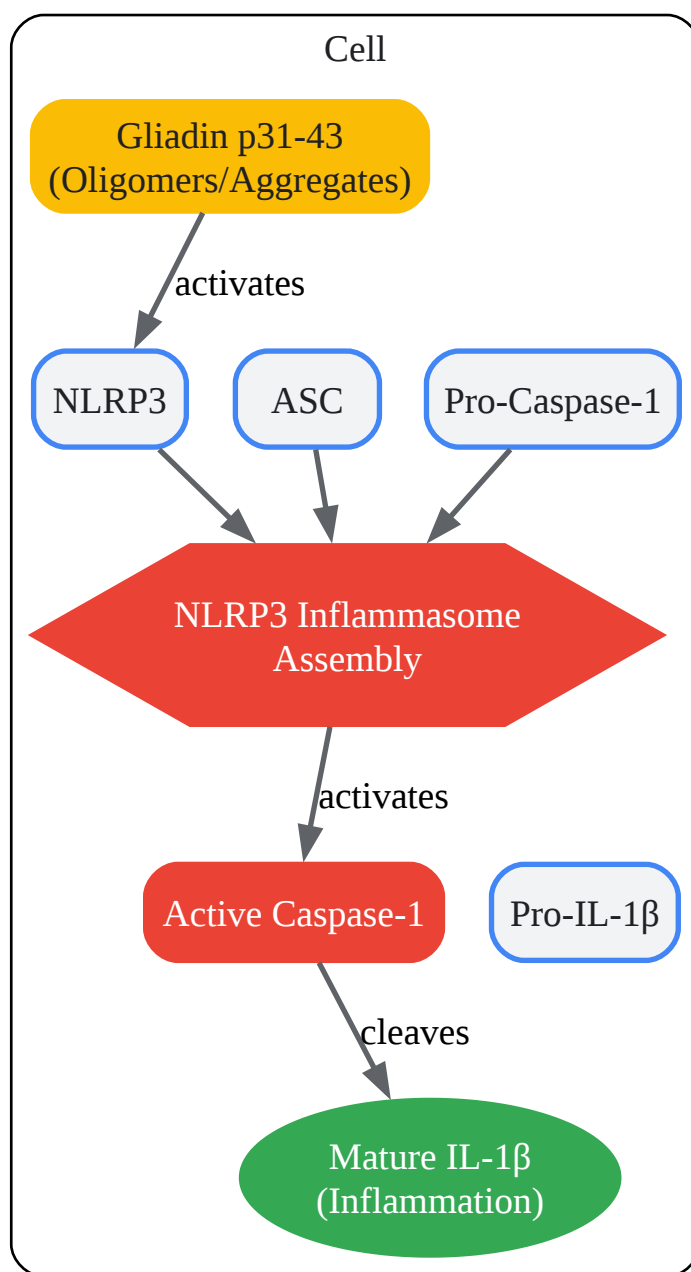 Cell
Gliadin p31-43
(Oligomers/Aggregates)
activates
NLRP3
ASC
Pro-Caspase-1
NLRP3 Inflammasome
Assembly
activates
Active Caspase-1
Pro-IL-1β
cleaves
Mature IL-1β
(Inflammation)